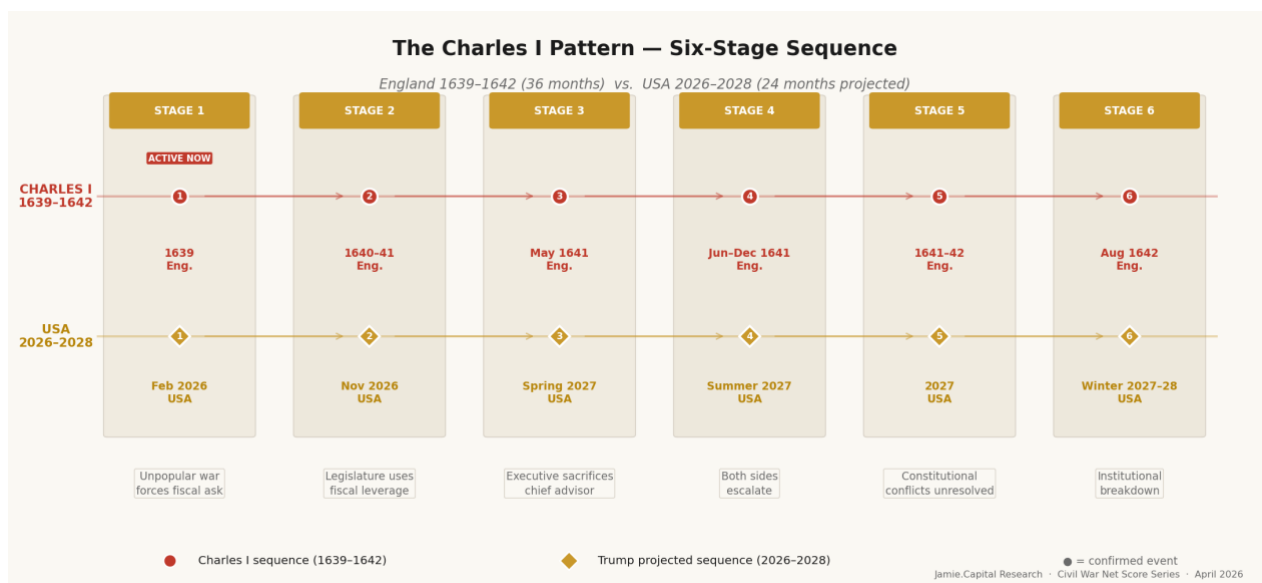 The Charles I Pattern — Six-Stage Sequence
England 1639–1642 (36 months) vs. USA 2026–2028 (24 months projected)
STAGE 1
STAGE 2
STAGE 3
STAGE 4
STAGE 5
STAGE 6
ACTIVE NOW
CHARLES I
1639–1642
1
2
3
4
5
6
1639
Eng.
1640–41
Eng.
May 1641
Eng.
Jun–Dec 1641
Eng.
1641–42
Eng.
Aug 1642
Eng.
USA
2026–2028
1
2
3
4
5
6
Feb 2026
USA
Nov 2026
USA
Spring 2027
USA
Summer 2027
USA
2027
USA
Winter 2027–28
USA
Unpopular war
forces fiscal ask
Legislature uses
fiscal leverage
Executive sacrifices
chief advisor
Both sides
escalate
Constitutional
conflicts unresolved
Institutional
breakdown
Charles I sequence (1639–1642)
Trump projected sequence (2026–2028)
● = confirmed event
Jamie.Capital Research · Civil War Net Score Series · April 2026